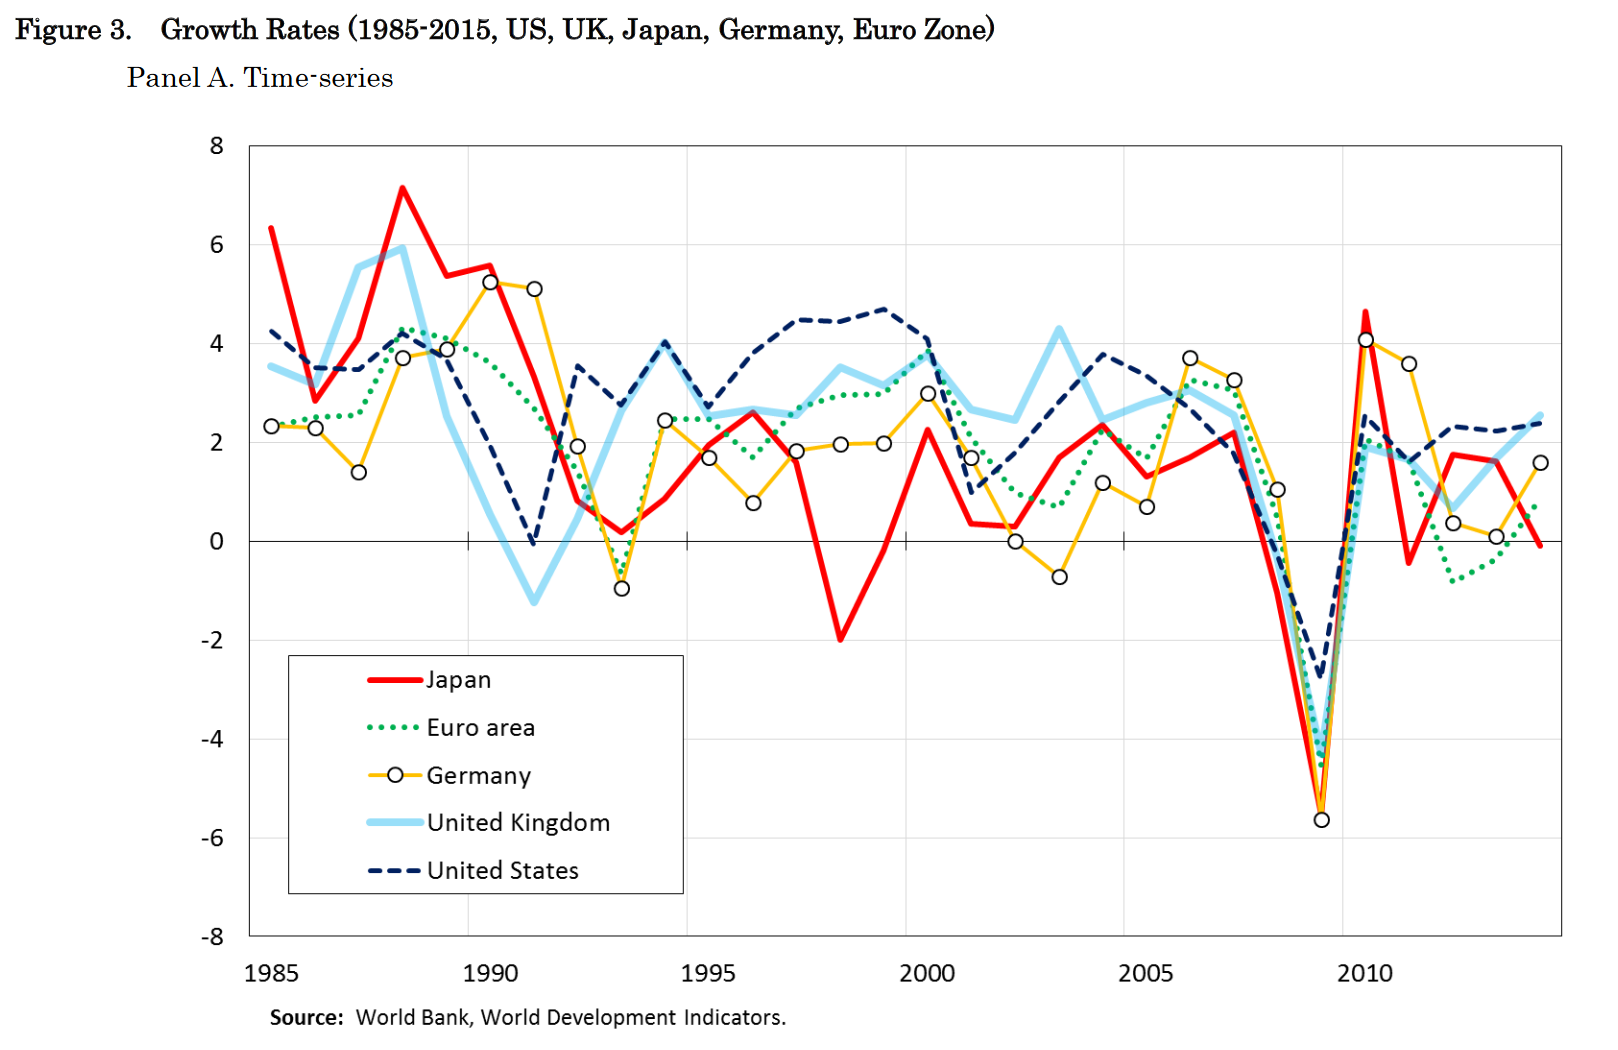 Figure 3. Growth Rates (1985-2015, US, UK, Japan, Germany, Euro Zone)
Panel A. Time-series
8
6
4
2
0
-2
-4
-6
-8
Japan
Euro area
Germany
United Kingdom
United States
1985 1990 1995 2000 2005 2010
Source: World Bank, World Development Indicators.